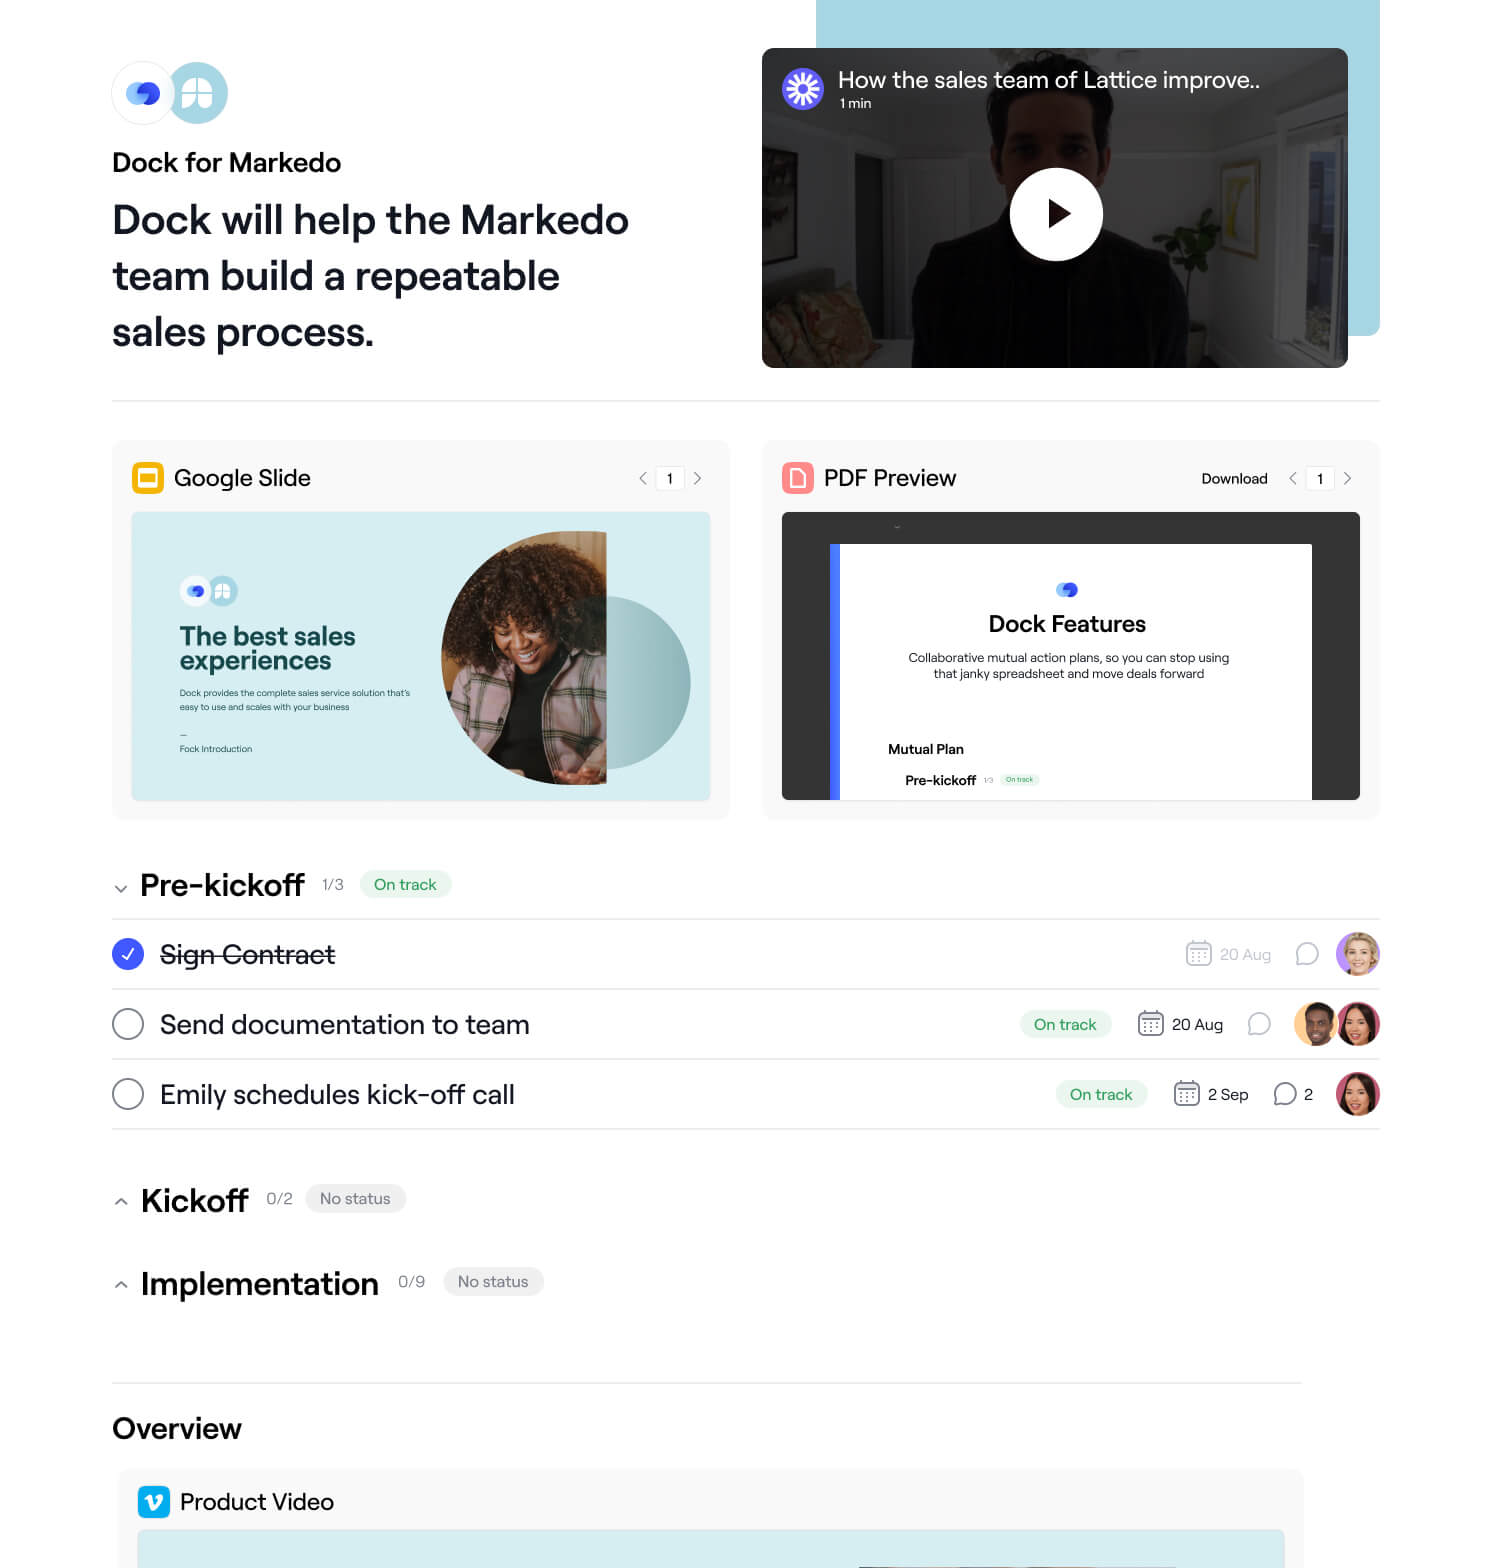 Dock for Markedo
Dock will help the Markedo
team build a repeatable
sales process.
How the sales team of Lattice improve..
1 min
Google Slide
1
The best sales
experiences
Dock provides the complete sales service solution that's
easy to use and scales with your business
—
Fock Introduction
PDF Preview
Download
1
Dock Features
Collaborative mutual action plans, so you can stop using
that janky spreadsheet and move deals forward
Mutual Plan
Pre-kickoff 1/3 On track
Pre-kickoff 1/3 On track
Sign Contract 20 Aug
Send documentation to team On track 20 Aug
Emily schedules kick-off call On track 2 Sep 2
Kickoff 0/2 No status
Implementation 0/9 No status
Overview
Product Video